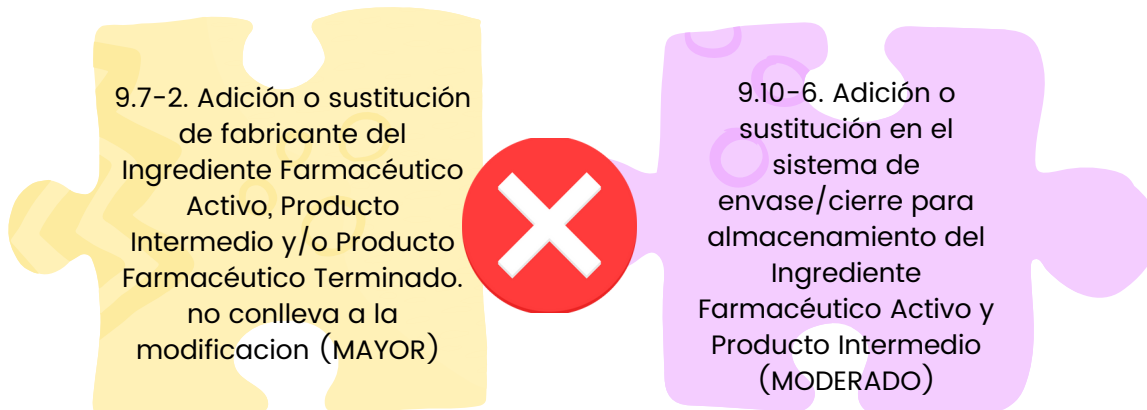 9.7-2. Adición o sustitución
de fabricante del
Ingrediente Farmacéutico
Activo, Producto
Intermedio y/o Producto
Farmacéutico Terminado.
no conlleva a la
modificacion (MAYOR)
9.10-6. Adición o
sustitución en el
sistema de
envase/cierre para
almacenamiento del
Ingrediente
Farmacéutico Activo y
Producto Intermedio
(MODERADO)